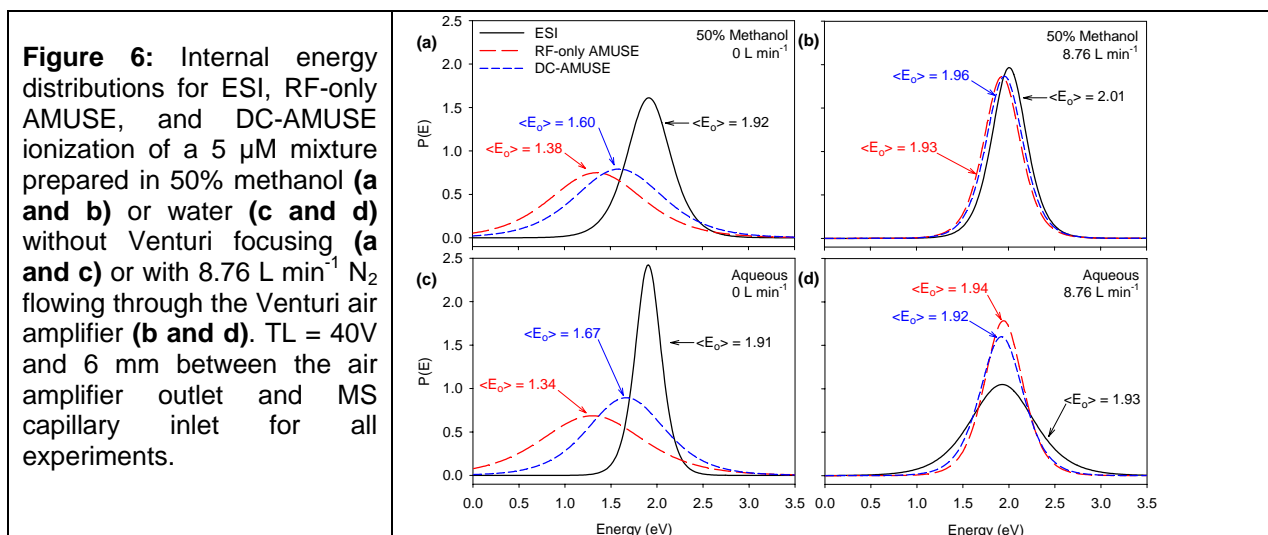 Figure 6: Internal energy
distributions for ESI, RF-only
AMUSE, and DC-AMUSE
ionization of a 5 µM mixture
prepared in 50% methanol (a
and b) or water (c and d)
without Venturi focusing (a
and c) or with 8.76 L min-1 N2
flowing through the Venturi air
amplifier (b and d). TL = 40V
and 6 mm between the air
amplifier outlet and MS
capillary inlet for all
experiments.
(a)
ESI
RF-only AMUSE
DC-AMUSE
50% Methanol
0 L min-1
<Eo> = 1.92
<Eo> = 1.60
<Eo> = 1.38
P(E)
2.5
2.0
1.5
1.0
0.5
0.0
(b)
50% Methanol
8.76 L min-1
<Eo> = 1.96
<Eo> = 2.01
<Eo> = 1.93
(c)
Aqueous
0 L min-1
<Eo> = 1.67
<Eo> = 1.91
<Eo> = 1.34
P(E)
2.5
2.0
1.5
1.0
0.5
0.0
0.0 0.5 1.0 1.5 2.0 2.5 3.0 3.5
Energy (eV)
(d)
Aqueous
8.76 L min-1
<Eo> = 1.94
<Eo> = 1.92
<Eo> = 1.93
0.0 0.5 1.0 1.5 2.0 2.5 3.0 3.5
Energy (eV)